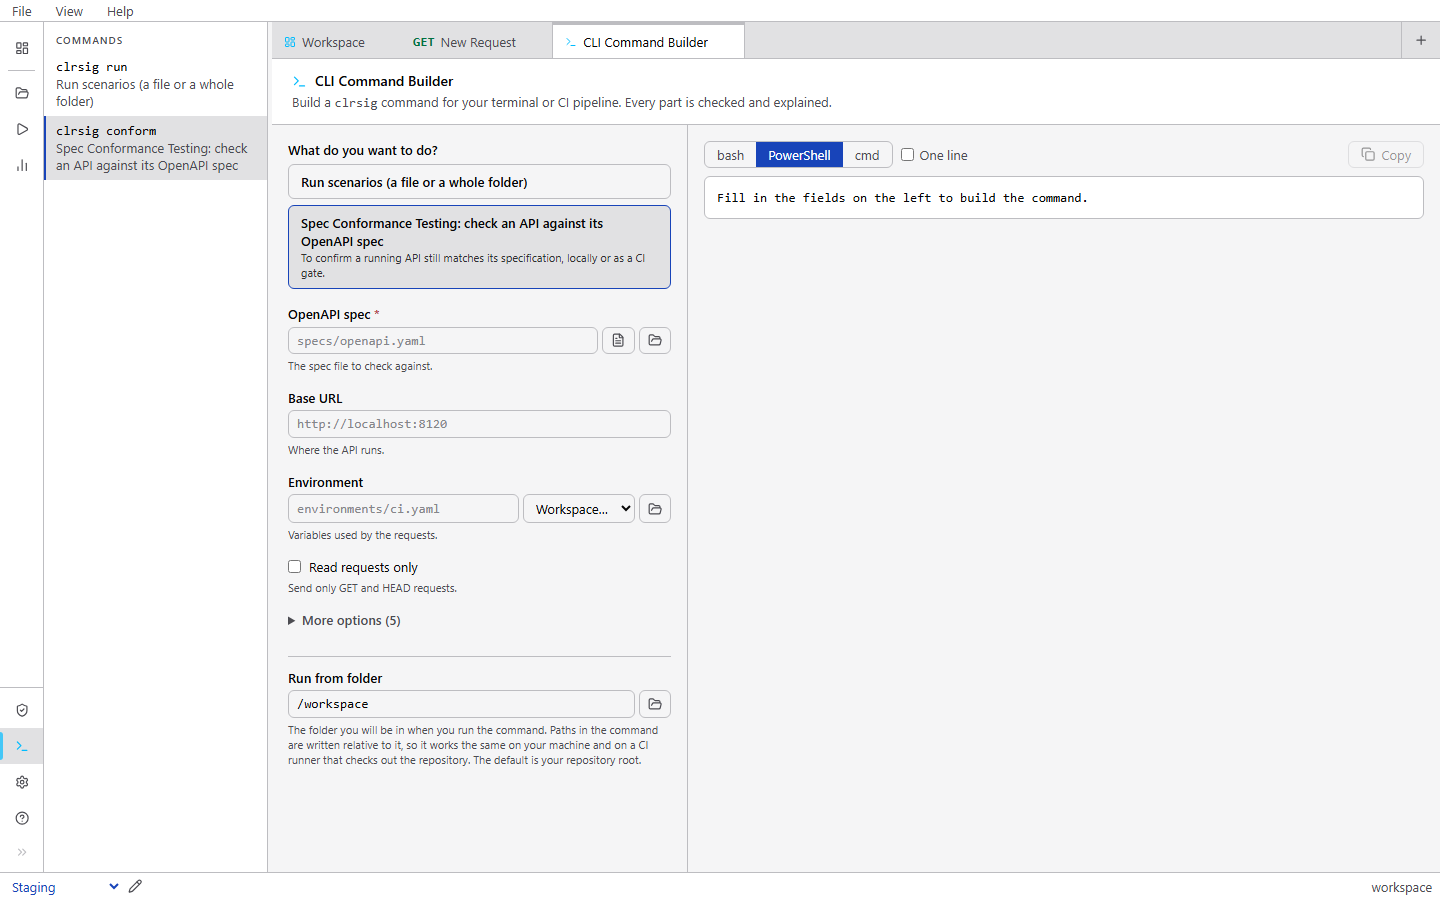 File View Help
COMMANDS
clrsig run
Run scenarios (a file or a whole
folder)
clrsig conform
Spec Conformance Testing: check
an API against its OpenAPI spec
Workspace
GET New Request
CLI Command Builder
CLI Command Builder
Build a clrsig command for your terminal or CI pipeline. Every part is checked and explained.
What do you want to do?
Run scenarios (a file or a whole folder)
Spec Conformance Testing: check an API against its
OpenAPI spec
To confirm a running API still matches its specification, locally or as a CI
gate.
OpenAPI spec *
specs/openapi.yaml
The spec file to check against.
Base URL
http://localhost:8120
Where the API runs.
Environment
environments/ci.yaml
Workspace...
Variables used by the requests.
Read requests only
Send only GET and HEAD requests.
More options (5)
Run from folder
/workspace
The folder you will be in when you run the command. Paths in the command
are written relative to it, so it works the same on your machine and on a CI
runner that checks out the repository. The default is your repository root.
bash PowerShell cmd One line
Copy
Fill in the fields on the left to build the command.
Staging
workspace